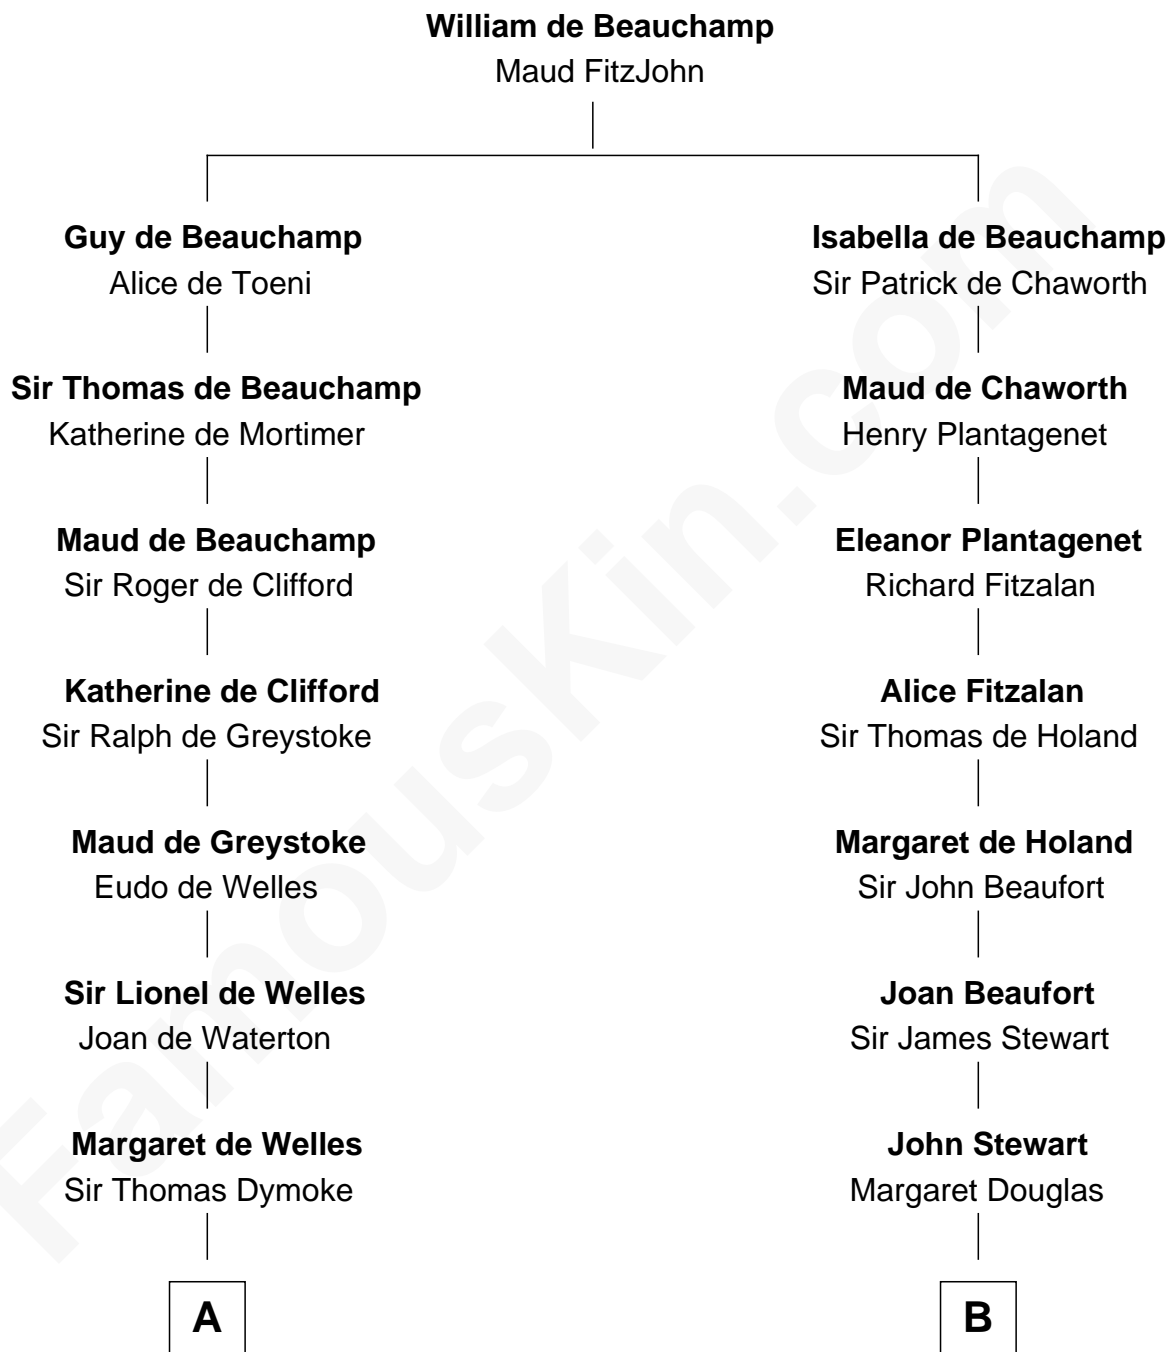 William de Beauchamp
Maud FitzJohn
Guy de Beauchamp
Alice de Toeni
Isabella de Beauchamp
Sir Patrick de Chaworth
Sir Thomas de Beauchamp
Katherine de Mortimer
Maud de Chaworth
Henry Plantagenet
Maud de Beauchamp
Sir Roger de Clifford
Eleanor Plantagenet
Richard Fitzalan
Katherine de Clifford
Sir Ralph de Greystoke
Alice Fitzalan
Sir Thomas de Holand
Maud de Greystoke
Eudo de Welles
Margaret de Holand
Sir John Beaufort
Sir Lionel de Welles
Joan de Waterton
Joan Beaufort
Sir James Stewart
Margaret de Welles
Sir Thomas Dymoke
John Stewart
Margaret Douglas
A
B
FamousKin.com